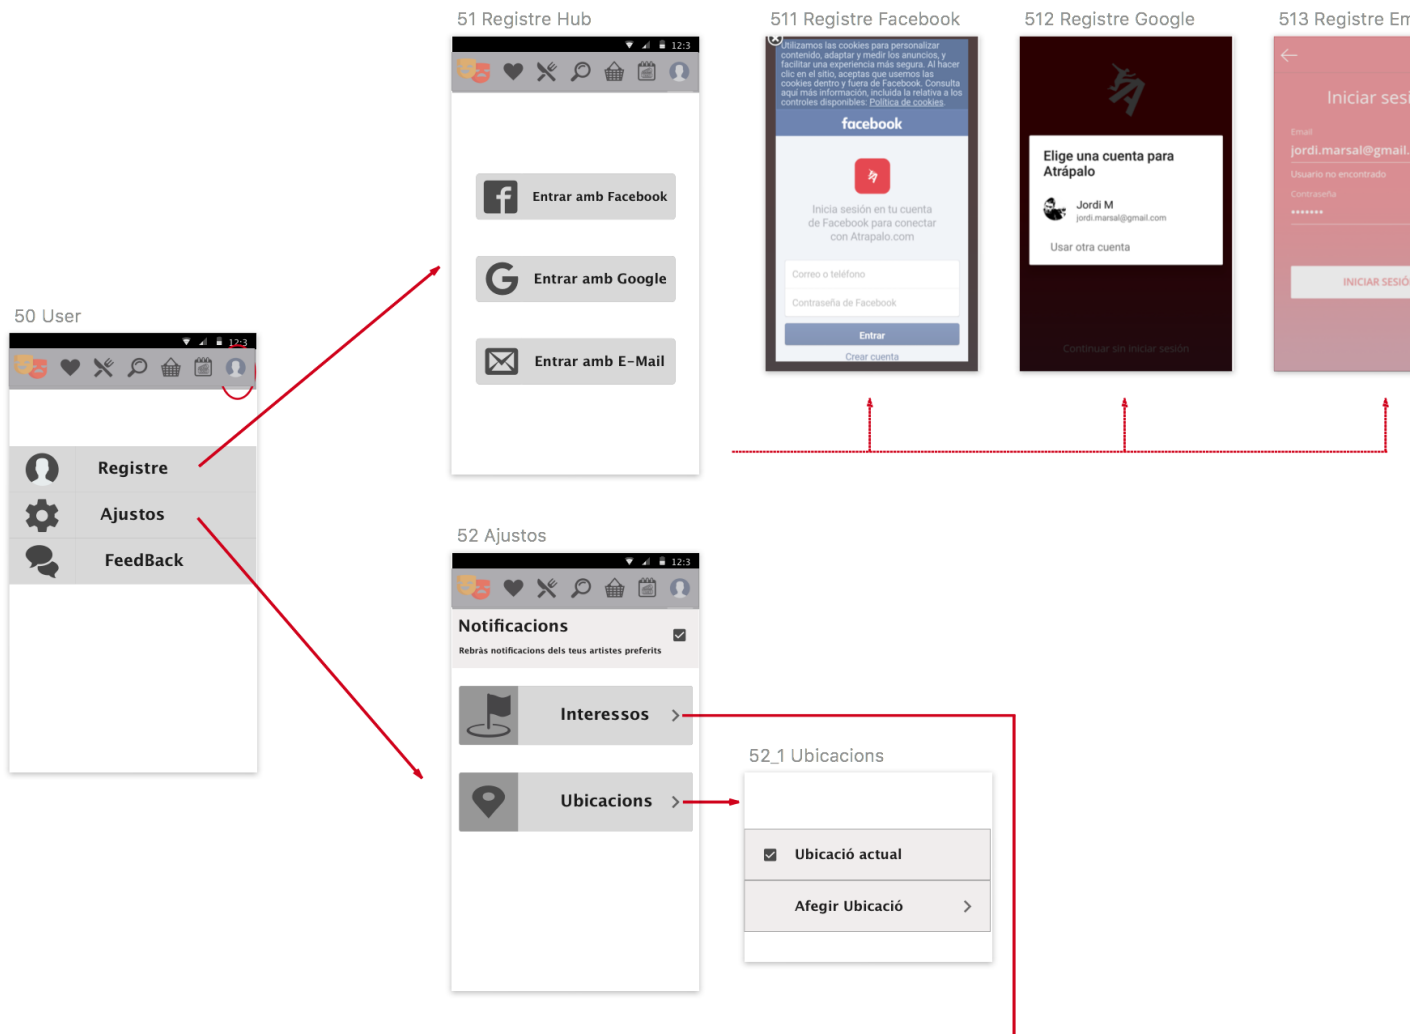 51 Registre Hub
511 Registre Facebook
512 Registre Google
513 Registre Em
12:3
Entrar amb Facebook
Entrar amb Google
Entrar amb E-Mail
Utilizamos las cookies para personalizar
contenido, adaptar y medir los anuncios, y
facilitar una experiencia más segura. Al hacer
clic en el sitio, aceptas que usemos las
cookies dentro y fuera de Facebook. Consulta
aquí más información, incluida la relativa a los
controles disponibles: Política de cookies.
facebook
Inicia sesión en tu cuenta
de Facebook para conectar
con Atrapalo.com
Correo o teléfono
Contraseña de Facebook
Entrar
Crear cuenta
Elige una cuenta para
Atrápalo
Jordi M
jordi.marsal@gmail.com
Usar otra cuenta
Continuar sin iniciar sesión
Iniciar sesi
Email
jordi.marsal@gmail.
Usuario no encontrado
Contraseña
•••••••
INICIAR SESIÓ
50 User
12:3
Registre
Ajustos
FeedBack
52 Ajustos
12:3
Notificacions
Rebràs notificacions dels teus artistes preferits
Interessos
Ubicacions
52_1 Ubicacions
Ubicació actual
Afegir Ubicació